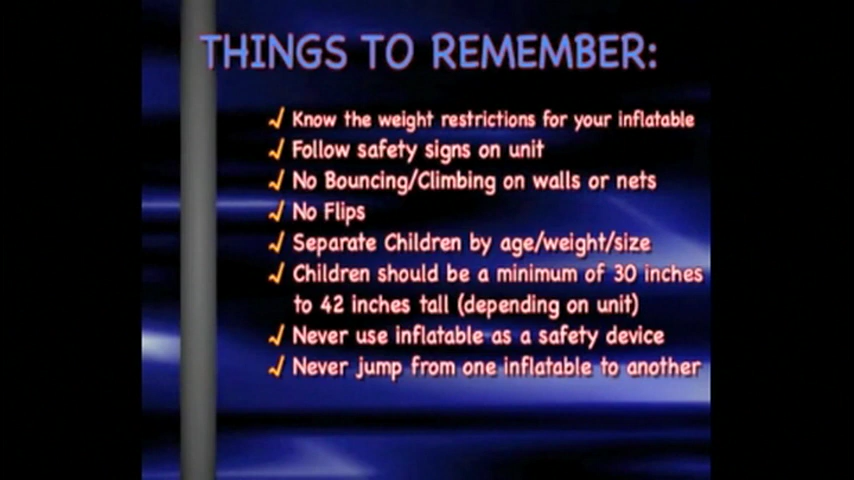 THINGS TO REMEMBER:
√ Know the weight restrictions for your inflatable
√ Follow safety signs on unit
√ No Bouncing/Climbing on walls or nets
√ No Flips
√ Separate Children by age/weight/size
√ Children should be a minimum of 30 inches
to 42 inches tall (depending on unit)
√ Never use inflatable as a safety device
√ Never jump from one inflatable to another